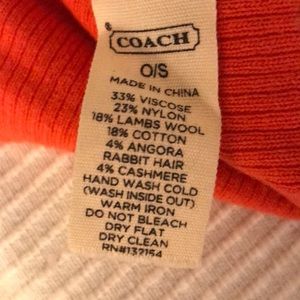 COACH
O/S
MADE IN CHINA
33% VISCOSE
23% NYLON
18% LAMBS WOOL
18% COTTON
4% ANGORA
RABBIT HAIR
4% CASHMERE
HAND WASH COLD
(WASH INSIDE OUT)
WARM IRON
DO NOT BLEACH
DRY FLAT
DRY CLEAN
RN#132154